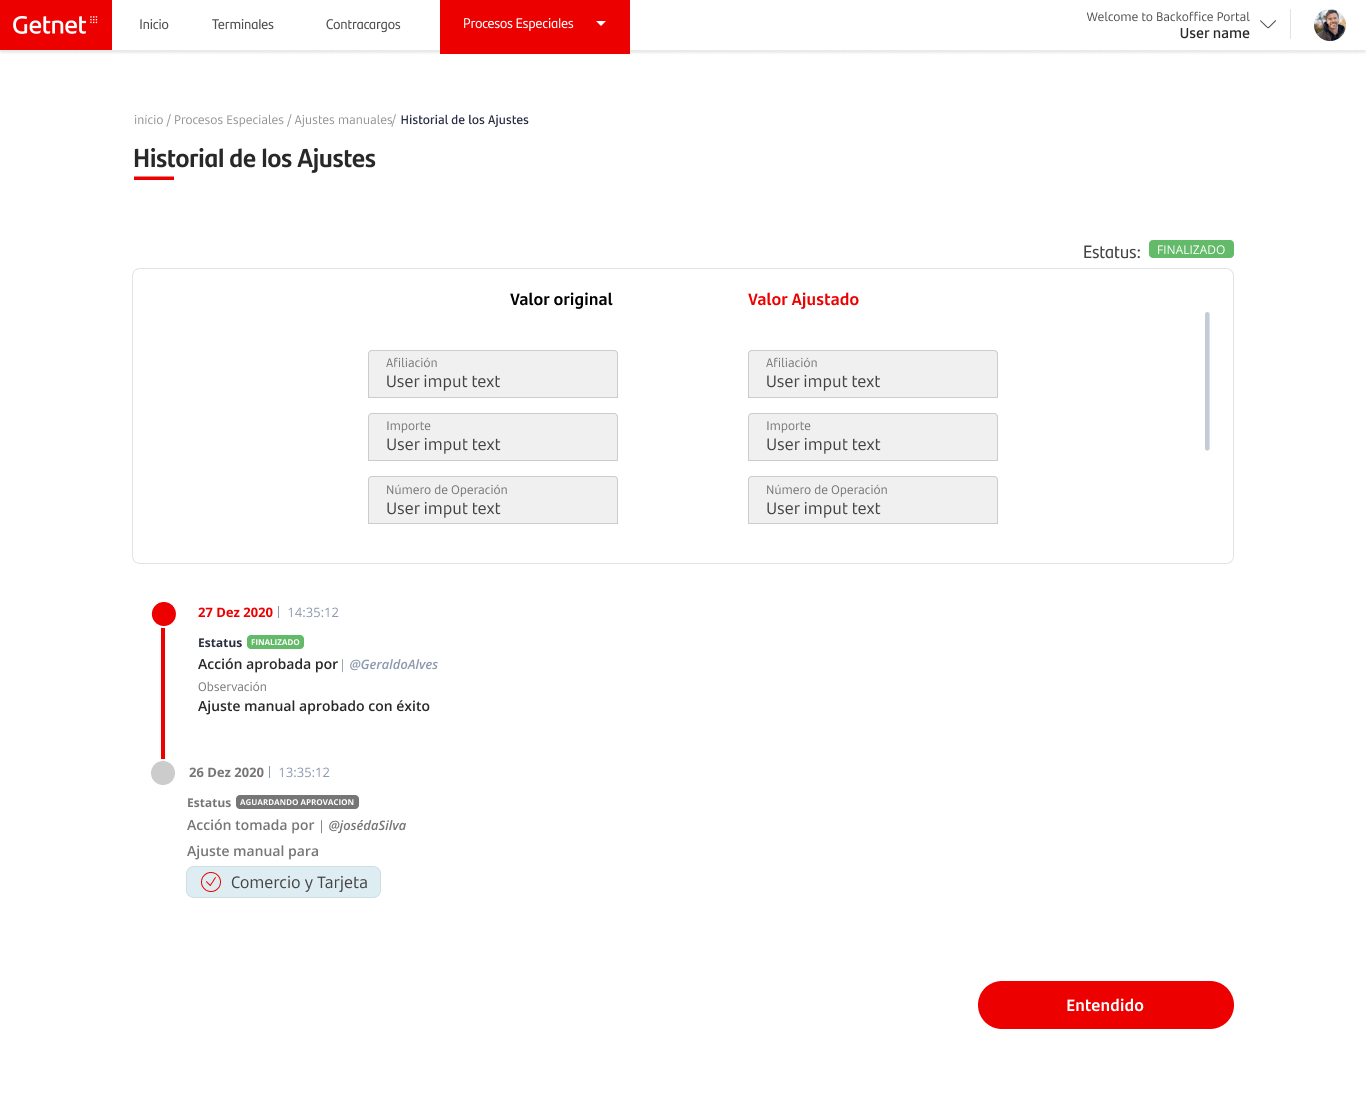 Getnet
Inicio
Terminales
Contracargos
Procesos Especiales
Welcome to Backoffice Portal
User name
início / Procesos Especiales / Ajustes manuales/ Historial de los Ajustes
Historial de los Ajustes
Estatus: FINALIZADO
Valor original
Valor Ajustado
Afiliación
User imput text
Afiliación
User imput text
Importe
User imput text
Importe
User imput text
Número de Operación
User imput text
Número de Operación
User imput text
27 Dez 2020 | 14:35:12
Estatus FINALIZADO
Acción aprobada por | @GeraldoAlves
Observación
Ajuste manual aprobado con éxito
26 Dez 2020 | 13:35:12
Estatus AGUARDANDO APROVACION
Acción tomada por | @josédaSilva
Ajuste manual para
Comercio y Tarjeta
Entendido